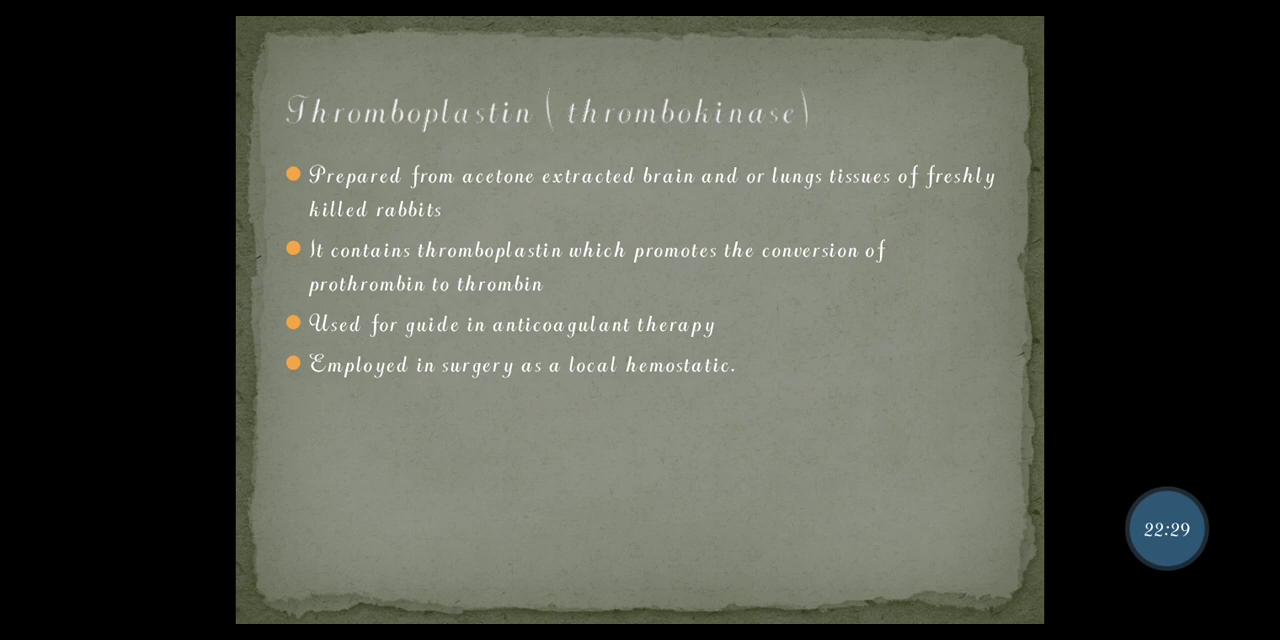 Thromboplastin ( thrombokinase)
Prepared from acetone extracted brain and or lungs tissues of freshly
killed rabbits
It contains thromboplastin which promotes the conversion of
prothrombin to thrombin
Used for guide in anticoagulant therapy
Employed in surgery as a local hemostatic.
22:29